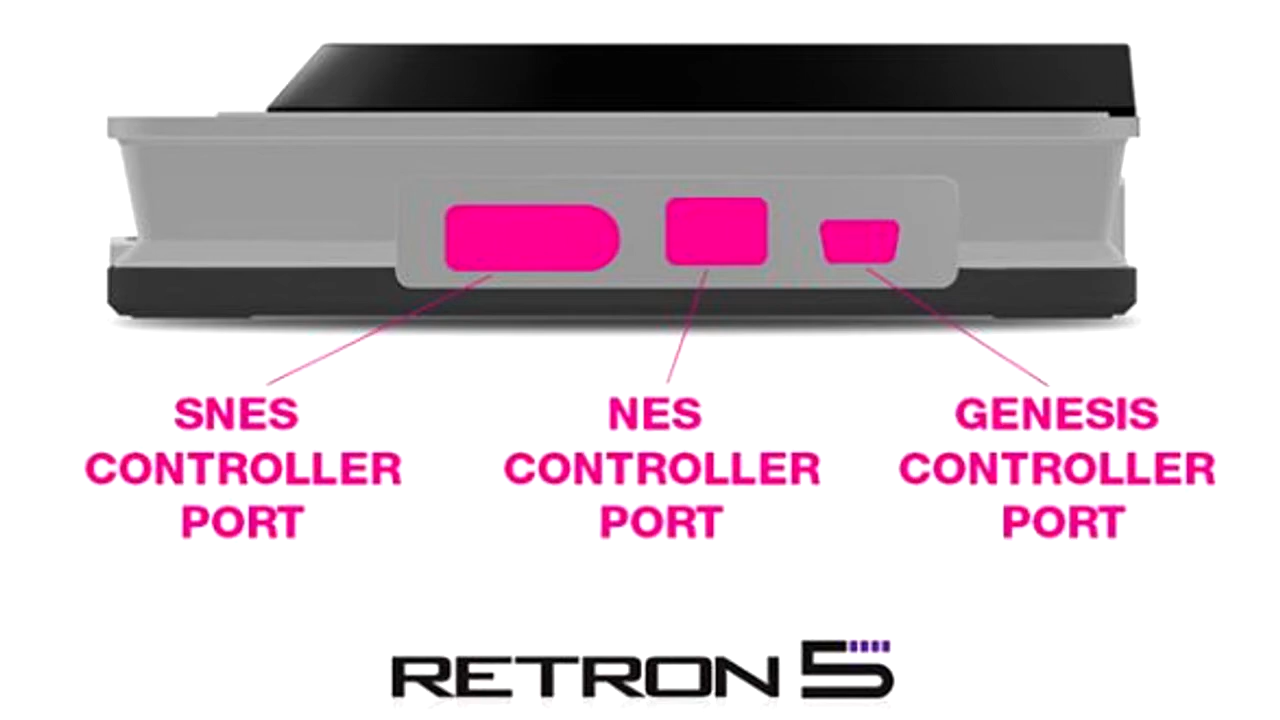 SNES
CONTROLLER
PORT
NES
CONTROLLER
PORT
GENESIS
CONTROLLER
PORT
RETRON 5